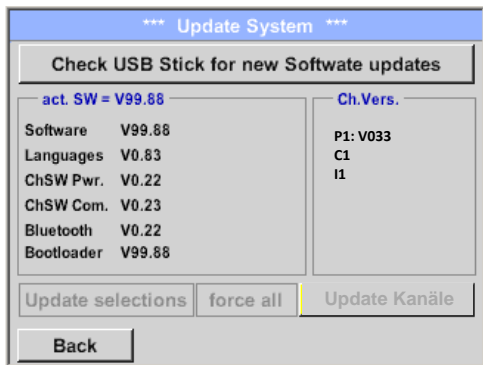 *** Update System ***
Check USB Stick for new Softwate updates
act. SW = V99.88
Software V99.88
Languages V0.83
ChSW Pwr. V0.22
ChSW Com. V0.23
Bluetooth V0.22
Bootloader V99.88
Ch.Vers.
P1: V033
C1
I1
Update selections
force all
Update Kanäle
Back